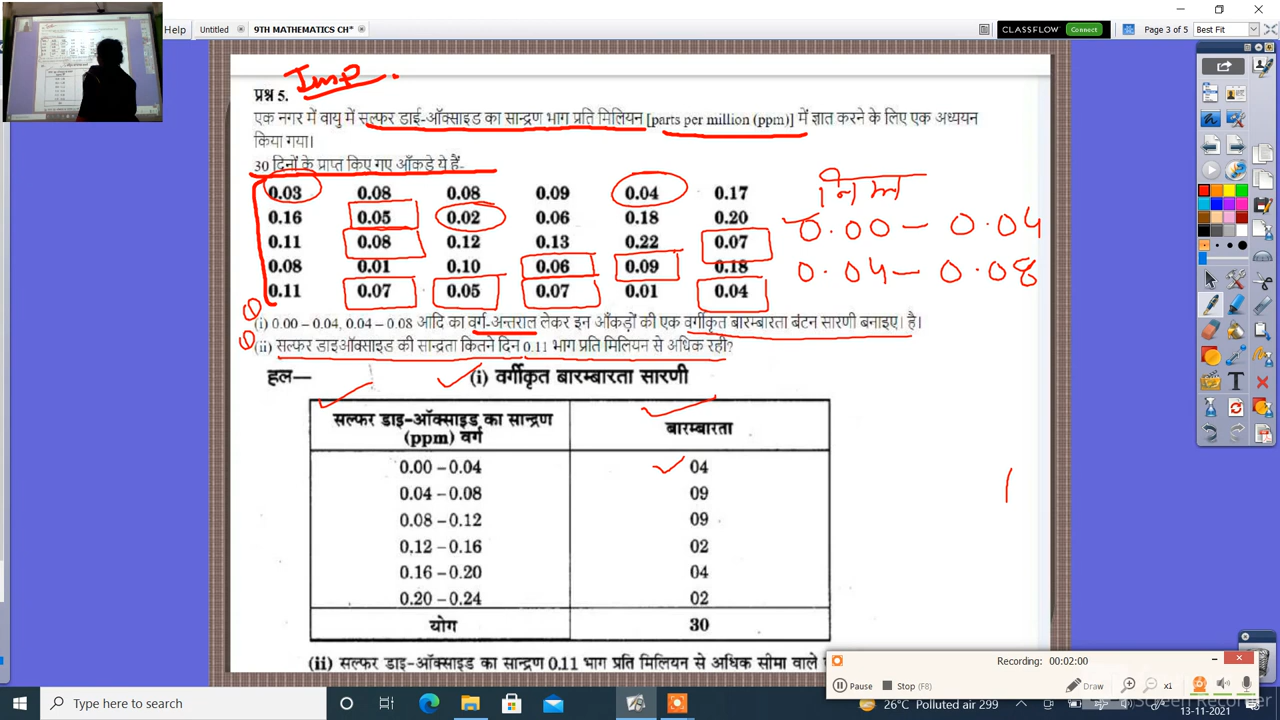 Help
Untitled
9TH MATHEMATICS CH*
CLASSFLOW
Connect
Page 3 of 5
Best Fit
Imp.
प्रश्न 5.
एक नगर में वायु में सल्फर डाई-ऑक्साइड का सान्द्रण भाग प्रति मिलियन [parts per million (ppm)] में ज्ञात करने के लिए एक अध्ययन
किया गया।
30 दिनों के प्राप्त किए गए आँकड़े ये हैं-
0.03 0.08 0.08 0.09 0.04 0.17
0.16 0.05 0.02 0.06 0.18 0.20
0.11 0.08 0.12 0.13 0.22 0.07
0.08 0.01 0.10 0.06 0.09 0.18
0.11 0.07 0.05 0.07 0.01 0.04
0.00 - 0.04
0.04 - 0.08
(i) 0.00 – 0.04, 0.04 – 0.08 आदि का वर्ग-अन्तराल लेकर इन आँकड़ों की एक वर्गीकृत बारम्बारता बंटन सारणी बनाइए। है।
(ii) सल्फर डाइऑक्साइड की सान्द्रता कितने दिन 0.11 भाग प्रति मिलियन से अधिक रही?
हल— (i) वर्गीकृत बारम्बारता सारणी
सल्फर डाइ-ऑक्साइड का सान्द्रण
(ppm) वर्ग
बारम्बारता
0.00 – 0.04 04
0.04 – 0.08 09
0.08 – 0.12 09
0.12 – 0.16 02
0.16 – 0.20 04
0.20 – 0.24 02
योग 30
(ii) सल्फर डाइ-ऑक्साइड का सान्द्रण 0.11 भाग प्रति मिलियन से अधिक सीमा वाले
Recording: 00:02:00
Pause
Stop (F8)
Draw
x1
Type here to search
26°C Polluted air 299
13-11-2021
Screen Recorder